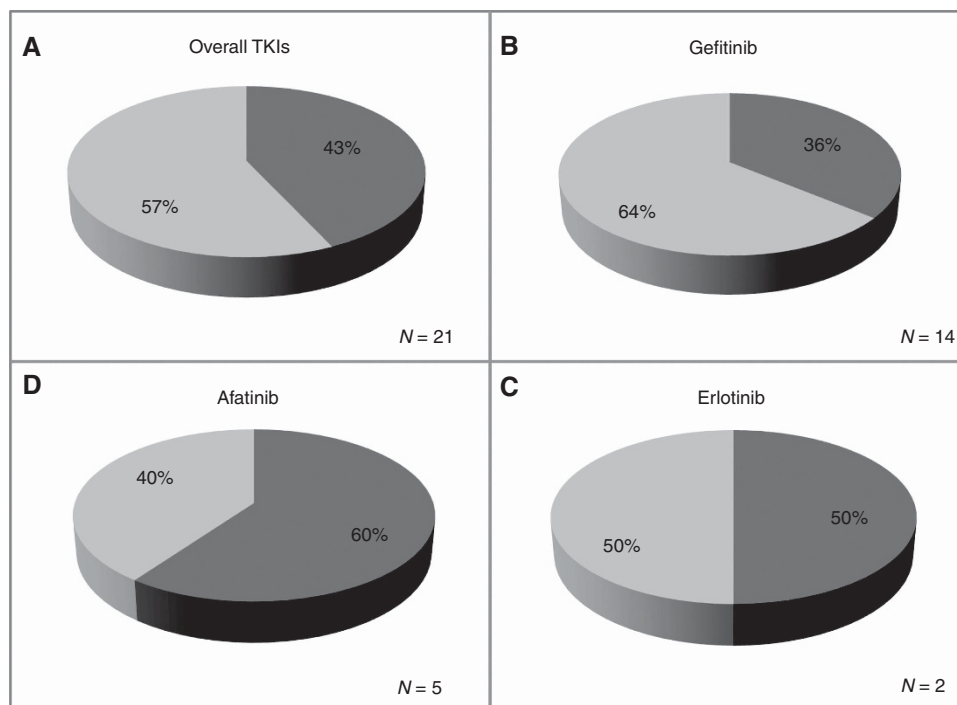 A
Overall TKIs
43%
57%
N = 21
B
Gefitinib
36%
64%
N = 14
D
Afatinib
40%
60%
N = 5
C
Erlotinib
50%
50%
N = 2